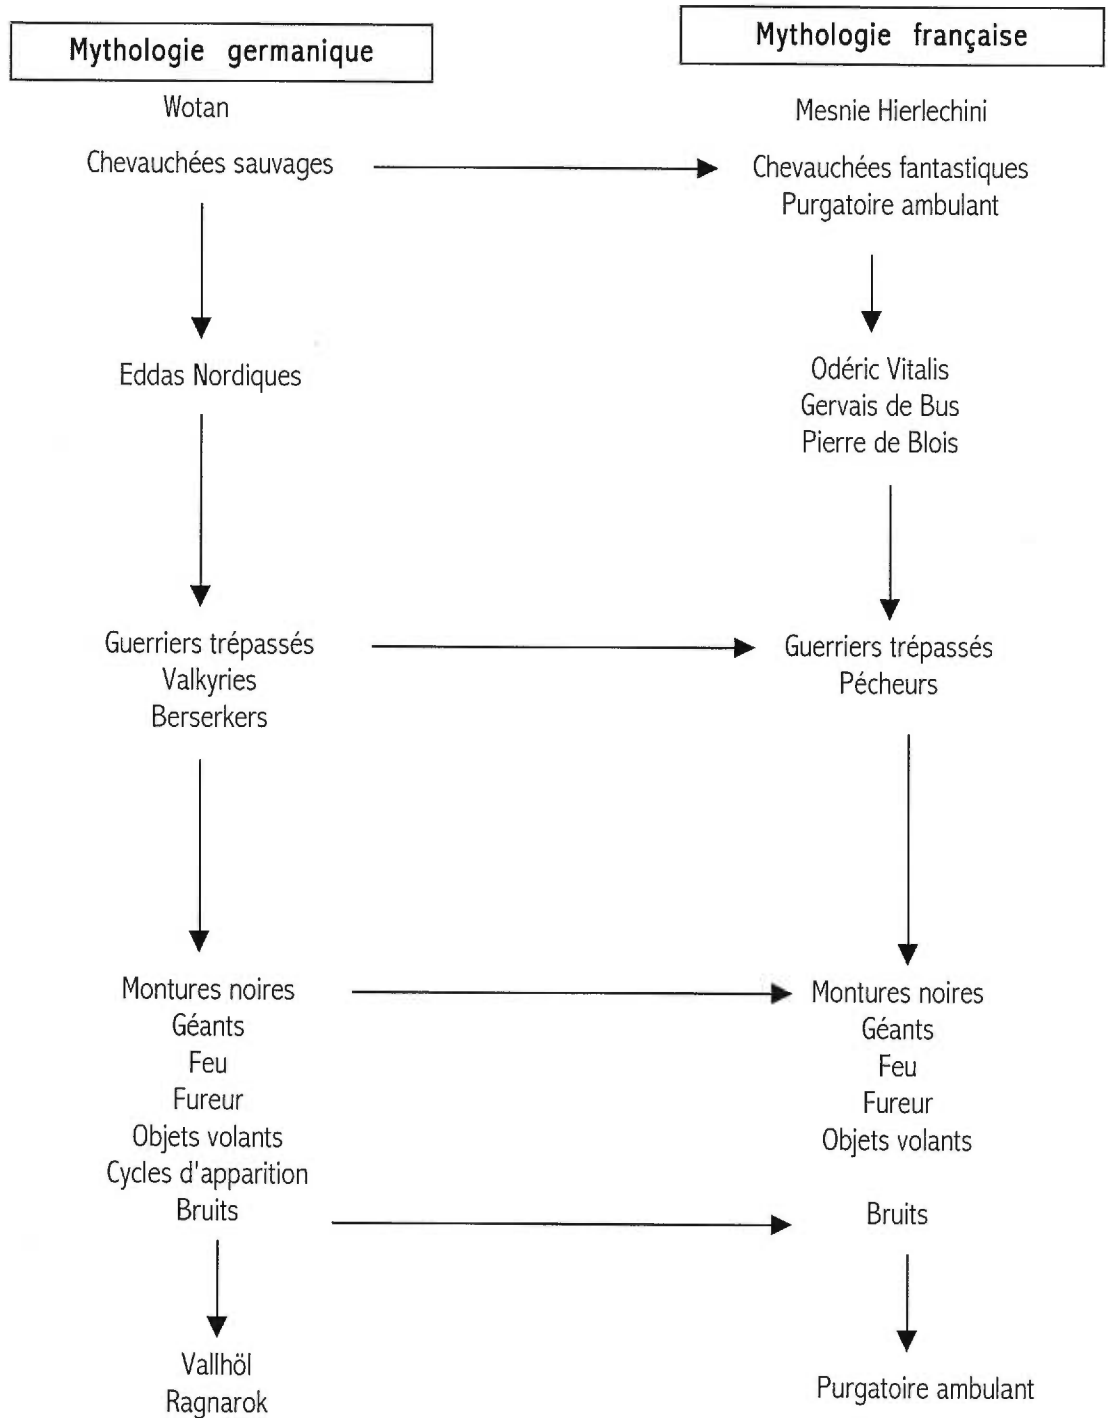 Mythologie germanique
Wotan
Chevauchées sauvages
Eddas Nordiques
Guerriers trépassés
Valkyries
Berserkers
Montures noires
Géants
Feu
Fureur
Objets volants
Cycles d'apparition
Bruits
Vallhöl
Ragnarok
Mythologie française
Mesnie Hierlechini
Chevauchées fantastiques
Purgatoire ambulant
Odéric Vitalis
Gervais de Bus
Pierre de Blois
Guerriers trépassés
Pécheurs
Montures noires
Géants
Feu
Fureur
Objets volants
Bruits
Purgatoire ambulant